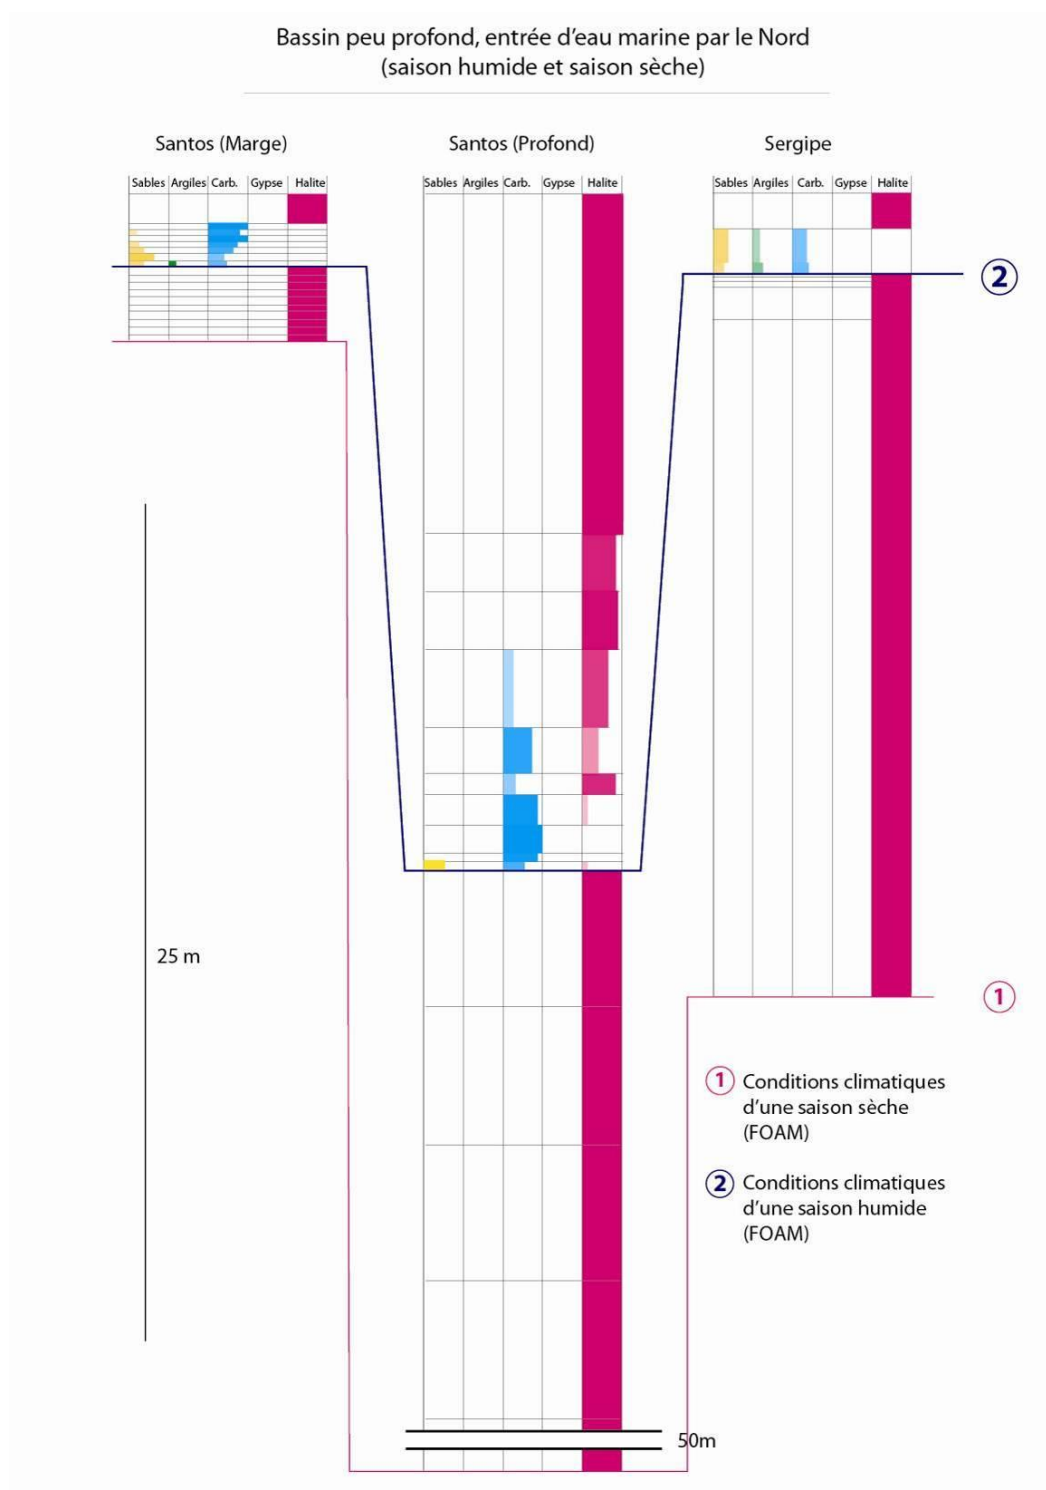 Bassin peu profond, entrée d'eau marine par le Nord
(saison humide et saison sèche)
Santos (Marge)
Santos (Profond)
Sergipe
Sables Argiles Carb. Gypse Halite
Sables Argiles Carb. Gypse Halite
Sables Argiles Carb. Gypse Halite
2
25 m
1
1 Conditions climatiques
d'une saison sèche
(FOAM)
2 Conditions climatiques
d'une saison humide
(FOAM)
50m